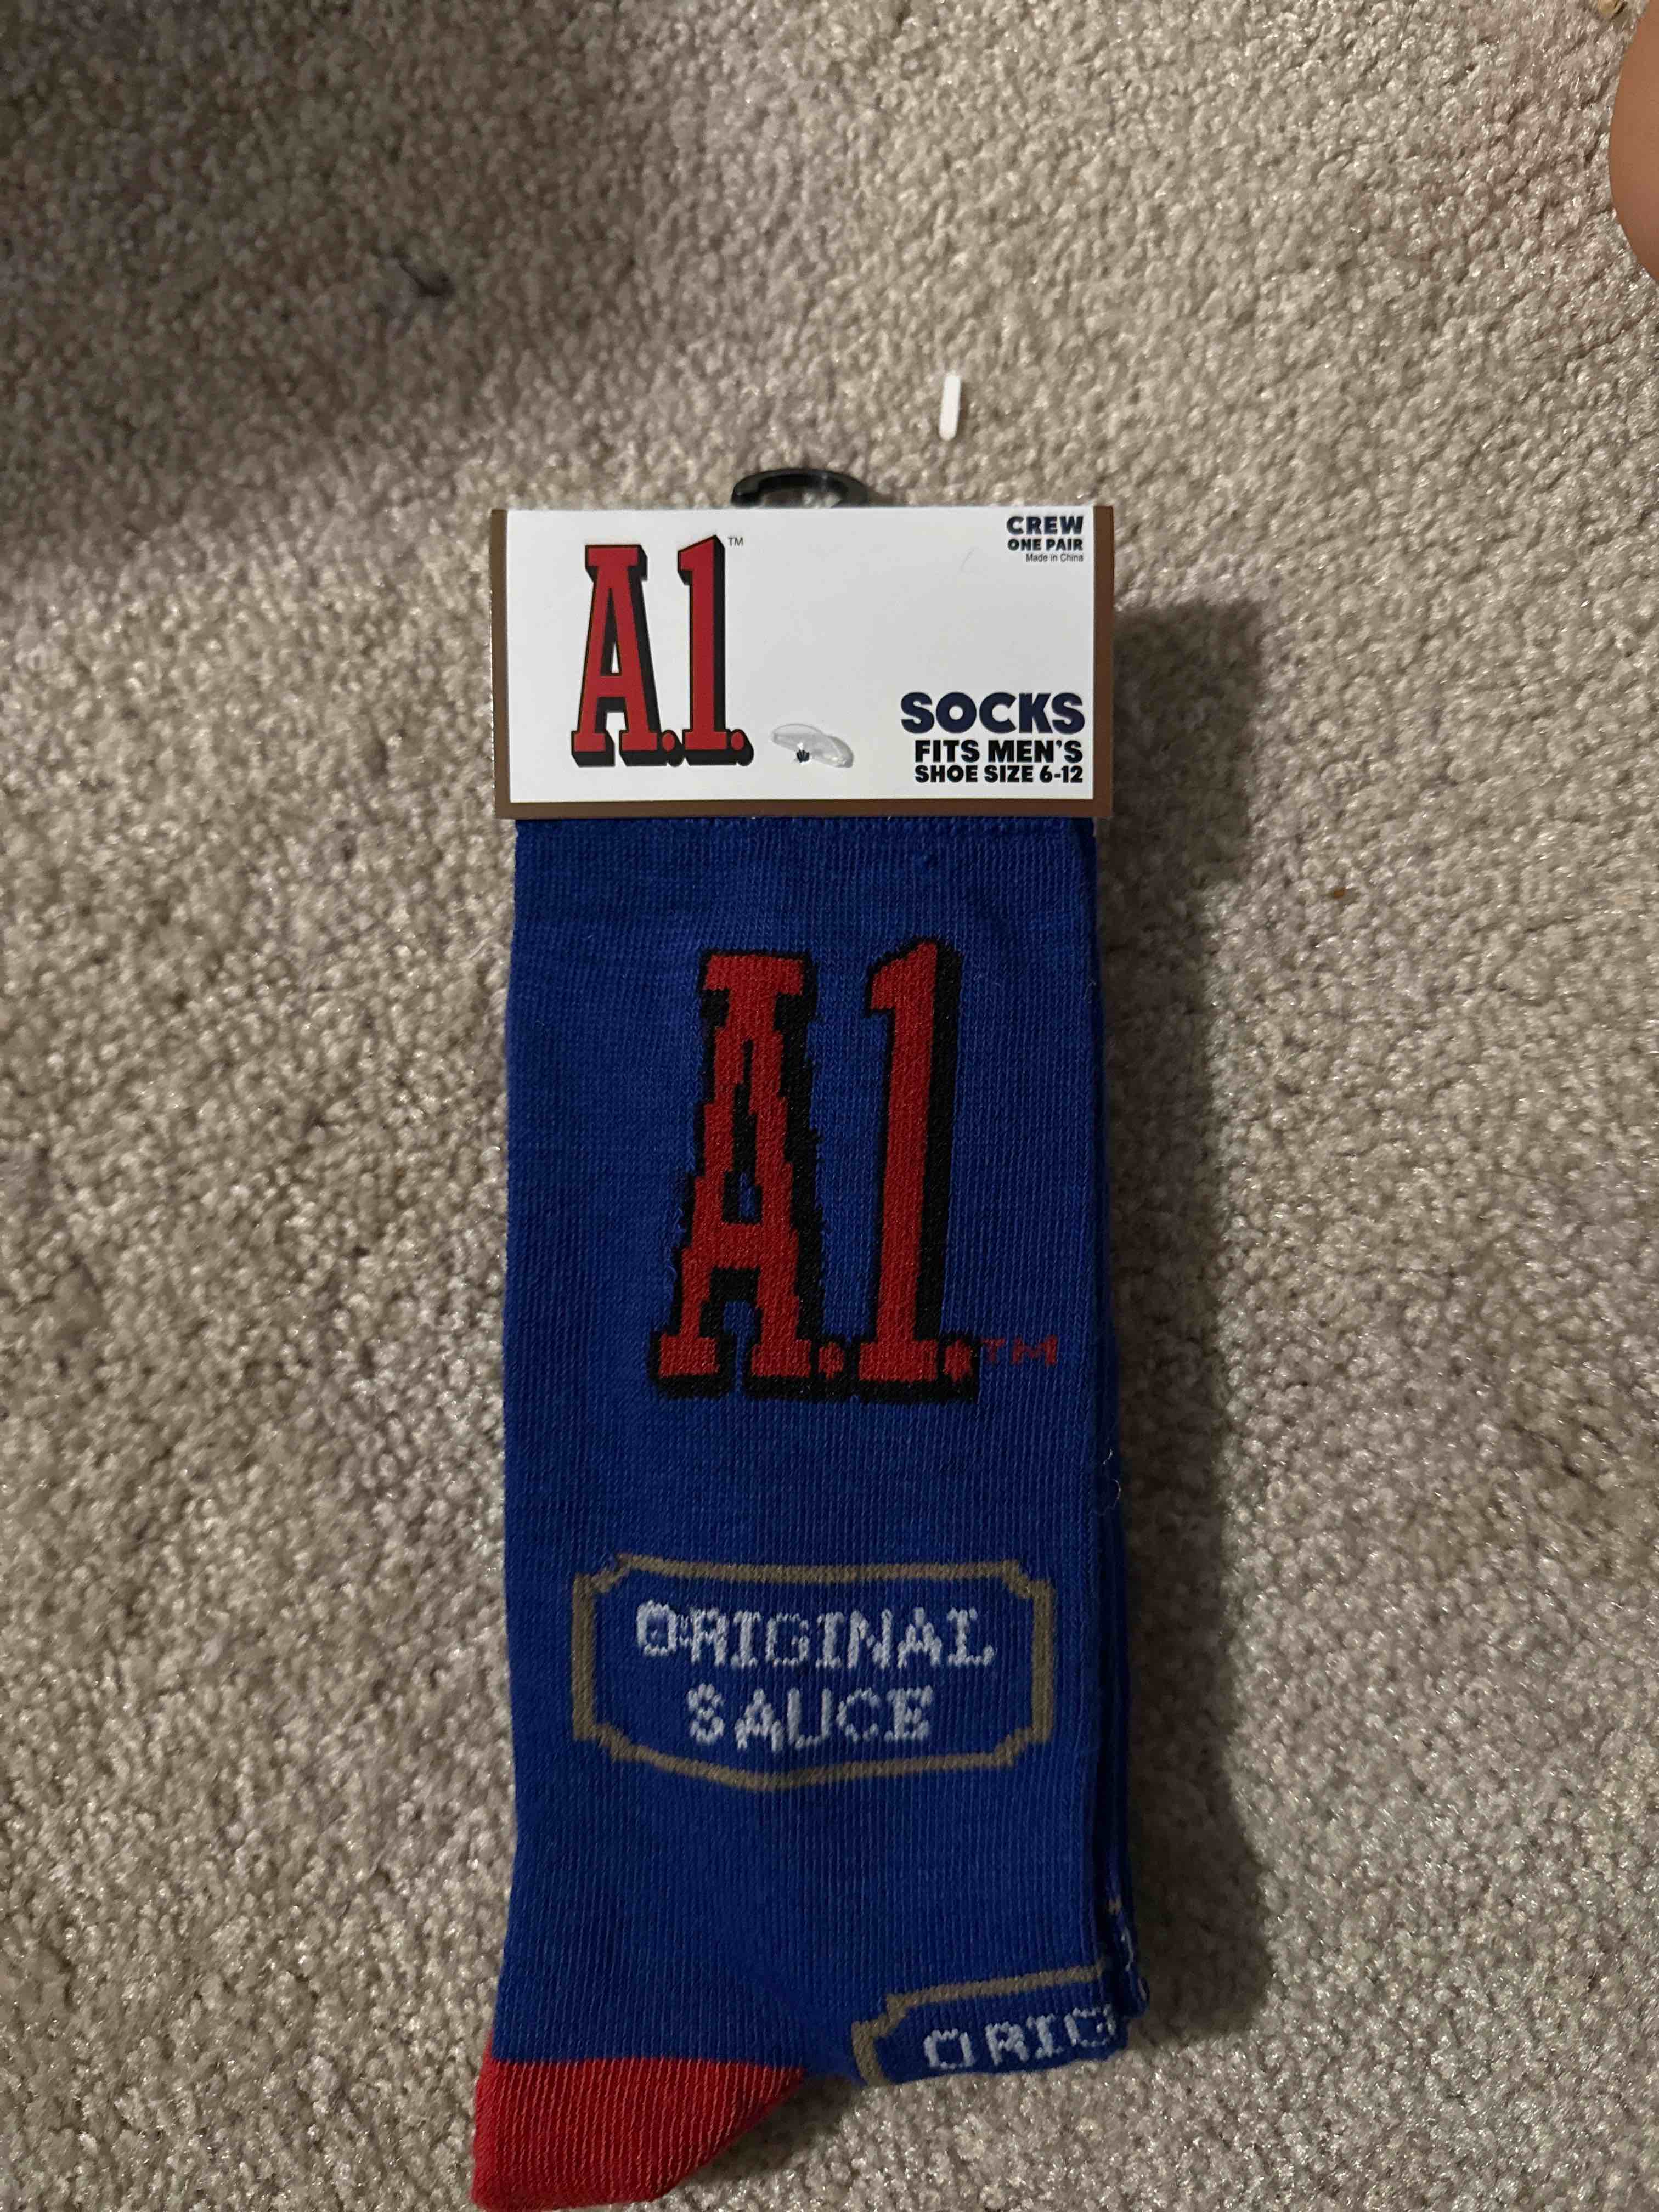 A.1.™
CREW
ONE PAIR
Made in China
SOCKS
FITS MEN'S
SHOE SIZE 6-12
A.1.™
ORIGINAL
SAUCE
ORIG